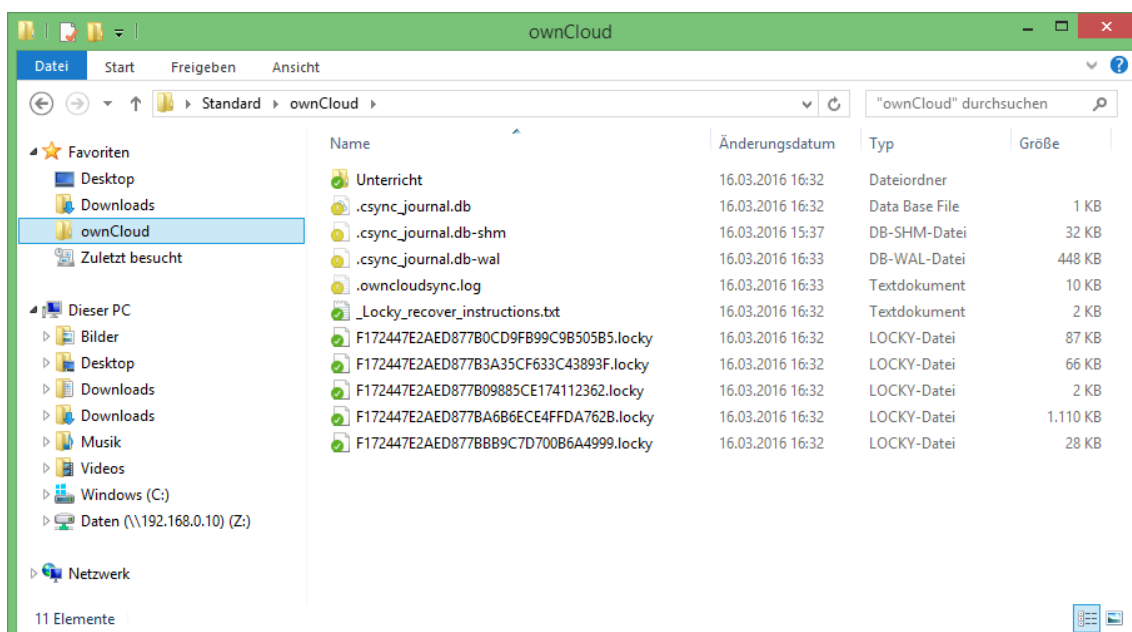 ownCloud
Datei Start Freigeben Ansicht
Standard ownCloud "ownCloud" durchsuchen
Name Änderungsdatum Typ Größe
Favoriten
Desktop
Downloads
ownCloud
Zuletzt besucht
Dieser PC
Bilder
Desktop
Downloads
Downloads
Musik
Videos
Windows (C:)
Daten (\\192.168.0.10) (Z:)
Netzwerk
Unterricht 16.03.2016 16:32 Dateiordner
.csync_journal.db 16.03.2016 16:32 Data Base File 1 KB
.csync_journal.db-shm 16.03.2016 15:37 DB-SHM-Datei 32 KB
.csync_journal.db-wal 16.03.2016 16:33 DB-WAL-Datei 448 KB
.owncloudsync.log 16.03.2016 16:33 Textdokument 10 KB
_Locky_recover_instructions.txt 16.03.2016 16:32 Textdokument 2 KB
F172447E2AED877B0CD9FB99C9B505B5.locky 16.03.2016 16:32 LOCKY-Datei 87 KB
F172447E2AED877B3A35CF633C43893F.locky 16.03.2016 16:32 LOCKY-Datei 66 KB
F172447E2AED877B09885CE174112362.locky 16.03.2016 16:32 LOCKY-Datei 2 KB
F172447E2AED877BA6B6ECE4FFDA762B.locky 16.03.2016 16:32 LOCKY-Datei 1.110 KB
F172447E2AED877BBB9C7D700B6A4999.locky 16.03.2016 16:32 LOCKY-Datei 28 KB
11 Elemente